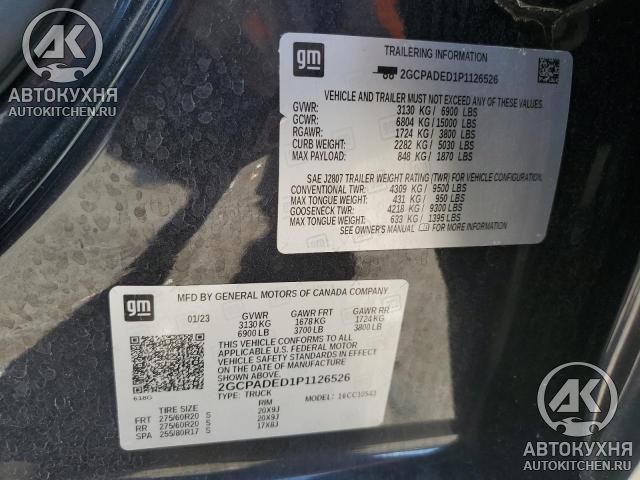 AK
АВТОКУХНЯ
AUTOKITCHEN.RU
gm
TRAILERING INFORMATION
2GCPADED1P1126526
VEHICLE AND TRAILER MUST NOT EXCEED ANY OF THESE VALUES.
GVWR: 3130 KG / 6900 LBS
GCWR: 6804 KG / 15000 LBS
RGAWR: 1724 KG / 3800 LBS
CURB WEIGHT: 2282 KG / 5030 LBS
MAX PAYLOAD: 848 KG / 1870 LBS
SAE J2807 TRAILER WEIGHT RATING (TWR) FOR VEHICLE CONFIGURATION.
CONVENTIONAL TWR: 4309 KG / 9500 LBS
MAX TONGUE WEIGHT: 431 KG / 950 LBS
GOOSENECK TWR: 4218 KG / 9300 LBS
MAX TONGUE WEIGHT: 633 KG / 1395 LBS
SEE OWNER'S MANUAL FOR MORE INFORMATION
gm
MFD BY GENERAL MOTORS OF CANADA COMPANY
01/23 GVWR GAWR FRT GAWR RR
3130 KG 1678 KG 1724 KG
6900 LB 3700 LB 3800 LB
THIS VEHICLE CONFORMS TO ALL
APPLICABLE U.S. FEDERAL MOTOR
VEHICLE SAFETY STANDARDS IN EFFECT
ON THE DATE OF MANUFACTURE
SHOWN ABOVE.
2GCPADED1P1126526
618G TYPE: TRUCK MODEL:
TIRE SIZE RIM
FRT 275/60R20 S 20X9J
RR 275/60R20 S 20X9J
SPA 255/80R17 S 17X8J
AK
АВТОКУХНЯ
AUTOKITCHEN.RU